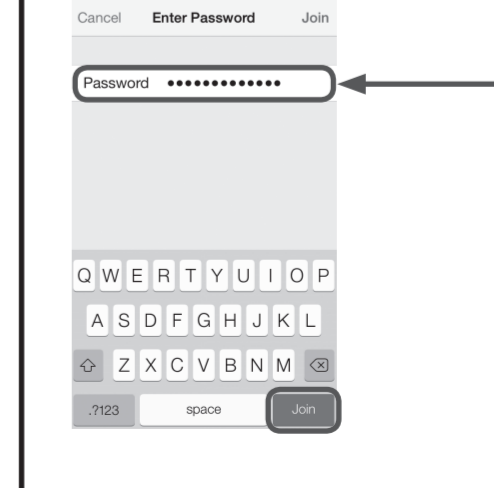 Cancel Enter Password Join
Password •••••••••••••
Q W E R T Y U I O P
A S D F G H J K L
Z X C V B N M
.?123 space Join